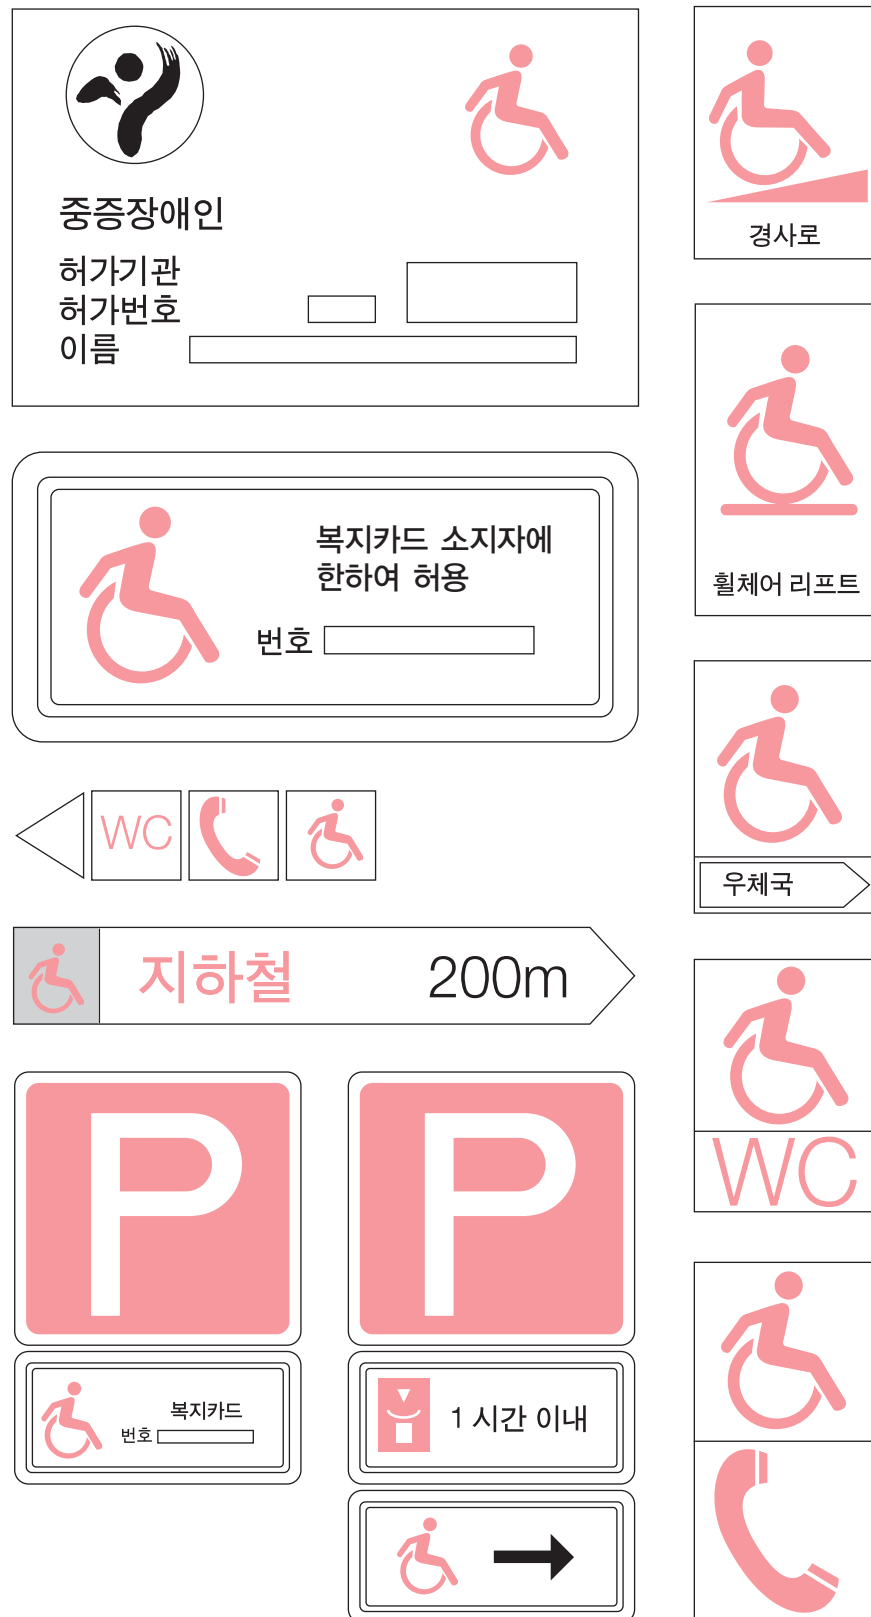 중증장애인
허가기관
허가번호
이름
경사로
복지카드 소지자에
한하여 허용
번호
휠체어 리프트
WC
우체국
지하철 200m
WC
P
P
복지카드
번호
1 시간 이내